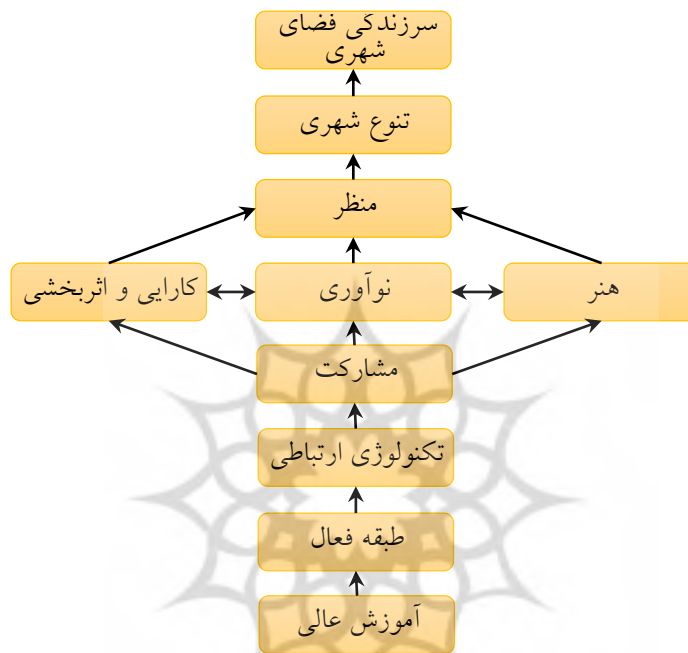 سرزندگی فضای
شهری
تنوع شهری
منظر
هنر
نوآوری
کارایی و اثربخشی
مشارکت
تکنولوژی ارتباطی
طبقه فعال
آموزش عالی